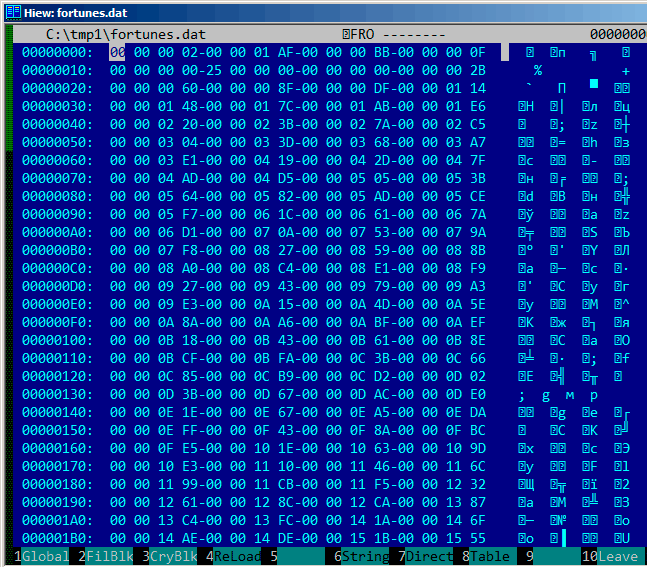 Hiew: fortunes.dat
C:\tmp1\fortunes.dat FRO -------- 0000000
00000000: 00 00 00 02-00 00 01 AF-00 00 00 BB-00 00 00 0F п ╗
00000010: 00 00 00 00-25 00 00 00-00 00 00 00-00 00 00 2B % +
00000020: 00 00 00 60-00 00 00 8F-00 00 00 DF-00 00 01 14 ` П ▀
00000030: 00 00 01 48-00 00 01 7C-00 00 01 AB-00 00 01 E6 H | л ц
00000040: 00 00 02 20-00 00 02 3B-00 00 02 7A-00 00 02 C5 ; z ┼
00000050: 00 00 03 04-00 00 03 3D-00 00 03 68-00 00 03 A7 = h з
00000060: 00 00 03 E1-00 00 04 19-00 00 04 2D-00 00 04 7F с -
00000070: 00 00 04 AD-00 00 04 D5-00 00 05 05-00 00 05 3B н ╒ ;
00000080: 00 00 05 64-00 00 05 82-00 00 05 AD-00 00 05 CE d В н ╬
00000090: 00 00 05 F7-00 00 06 1C-00 00 06 61-00 00 06 7A ў a z
000000A0: 00 00 06 D1-00 00 07 0A-00 00 07 53-00 00 07 9A ╤ S Ъ
000000B0: 00 00 07 F8-00 00 08 27-00 00 08 59-00 00 08 8B ° ' Y Л
000000C0: 00 00 08 A0-00 00 08 C4-00 00 08 E1-00 00 08 F9 а ─ с ∙
000000D0: 00 00 09 27-00 00 09 43-00 00 09 79-00 00 09 A3 ' C y г
000000E0: 00 00 09 E3-00 00 0A 15-00 00 0A 4D-00 00 0A 5E у M ^
000000F0: 00 00 0A 8A-00 00 0A A6-00 00 0A BF-00 00 0A EF К ж ┐ я
00000100: 00 00 0B 18-00 00 0B 43-00 00 0B 61-00 00 0B 8E C a О
00000110: 00 00 0B CF-00 00 0B FA-00 00 0C 3B-00 00 0C 66 ╧ · ; f
00000120: 00 00 0C 85-00 00 0C B9-00 00 0C D2-00 00 0D 02 Е ╣ ╥
00000130: 00 00 0D 3B-00 00 0D 67-00 00 0D AC-00 00 0D E0 ; g м р
00000140: 00 00 0E 1E-00 00 0E 67-00 00 0E A5-00 00 0E DA g е ┌
00000150: 00 00 0E FF-00 00 0F 43-00 00 0F 8A-00 00 0F BC C К ╝
00000160: 00 00 0F E5-00 00 10 1E-00 00 10 63-00 00 10 9D х c Э
00000170: 00 00 10 E3-00 00 11 10-00 00 11 46-00 00 11 6C у F l
00000180: 00 00 11 99-00 00 11 CB-00 00 11 F5-00 00 12 32 Щ ╦ ї 2
00000190: 00 00 12 61-00 00 12 8C-00 00 12 CA-00 00 13 87 a М ╩ З
000001A0: 00 00 13 C4-00 00 13 FC-00 00 14 1A-00 00 14 6F ─ № o
000001B0: 00 00 14 AE-00 00 14 DE-00 00 15 1B-00 00 15 55 о ▐ U
1Global 2FilBlk 3CryBlk 4ReLoad 5 6String 7Direct 8Table 9 10Leave